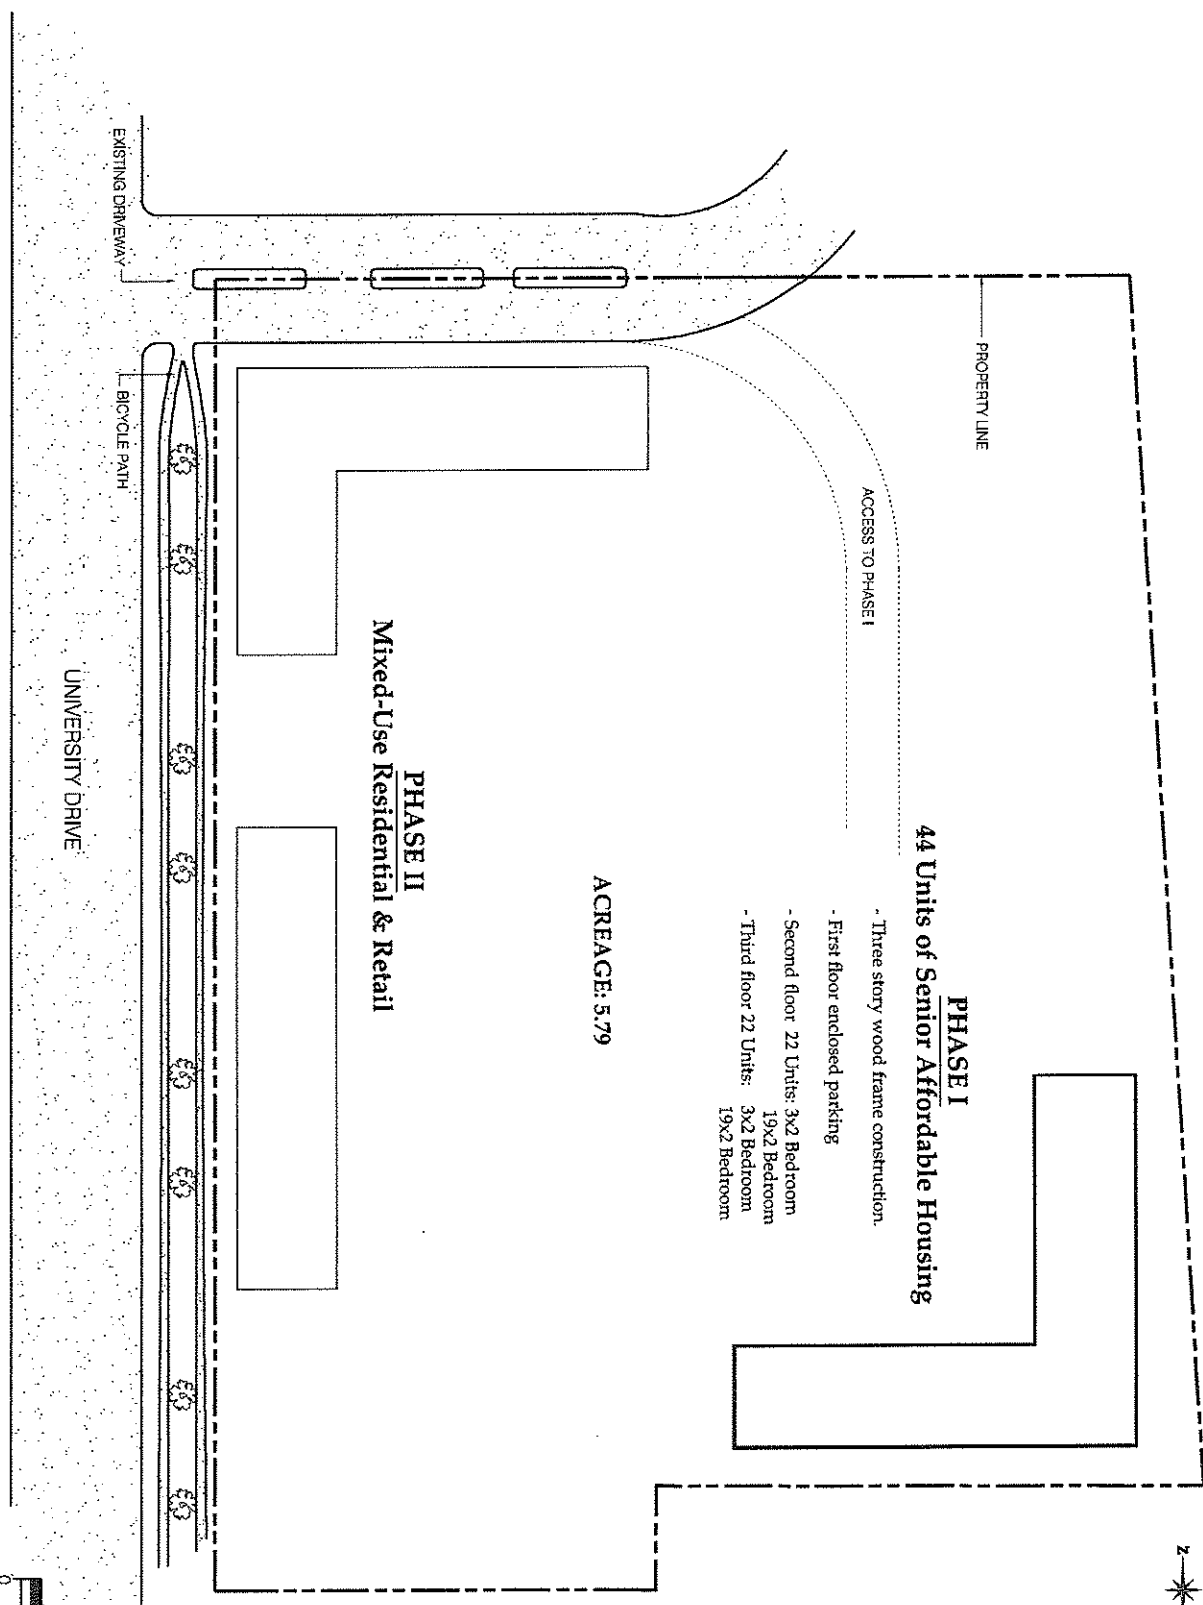 PROPERTY LINE
ACCESS TO PHASE I
PHASE I
44 Units of Senior Affordable Housing
- Three story wood frame construction.
- First floor enclosed parking
- Second floor 22 Units: 3x2 Bedroom
19x2 Bedroom
- Third floor 22 Units: 3x2 Bedroom
19x2 Bedroom
ACREAGE: 5.79
PHASE II
Mixed-Use Residential & Retail
EXISTING DRIVEWAY
BICYCLE PATH
UNIVERSITY DRIVE
N
0